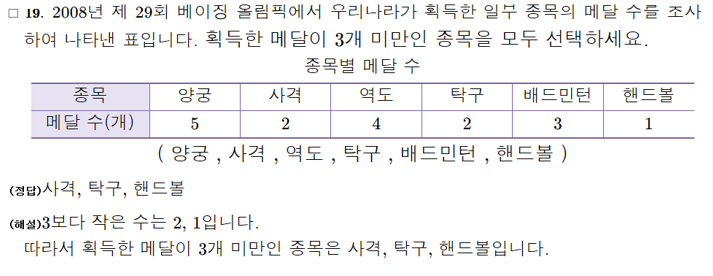 □ 19. 2008년 제 29회 베이징 올림픽에서 우리나라가 획득한 일부 종목의 메달 수를 조사
하여 나타낸 표입니다. 획득한 메달이 3개 미만인 종목을 모두 선택하세요.
종목별 메달 수
종목 양궁 사격 역도 탁구 배드민턴 핸드볼
메달 수(개) 5 2 4 2 3 1
( 양궁 , 사격 , 역도 , 탁구 , 배드민턴 , 핸드볼 )
(정답)사격, 탁구, 핸드볼
(해설)3보다 작은 수는 2, 1입니다.
따라서 획득한 메달이 3개 미만인 종목은 사격, 탁구, 핸드볼입니다.